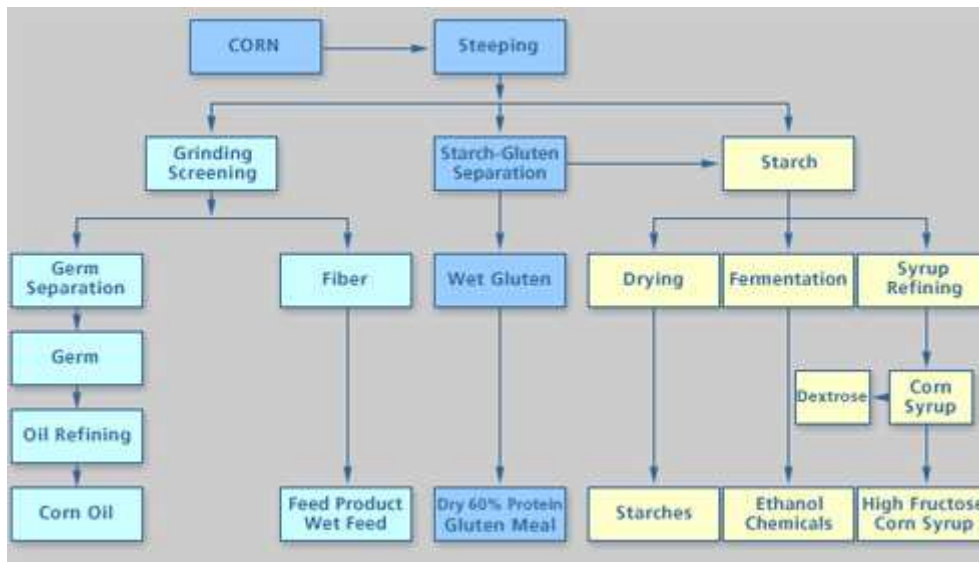 CORN
Steeping
Grinding
Screening
Starch-Gluten
Separation
Starch
Germ
Separation
Fiber
Wet Gluten
Drying
Fermentation
Syrup
Refining
Germ
Dextrose
Corn
Syrup
Oil Refining
Corn Oil
Feed Product
Wet Feed
Dry 60% Protein
Gluten Meal
Starches
Ethanol
Chemicals
High Fructose
Corn Syrup